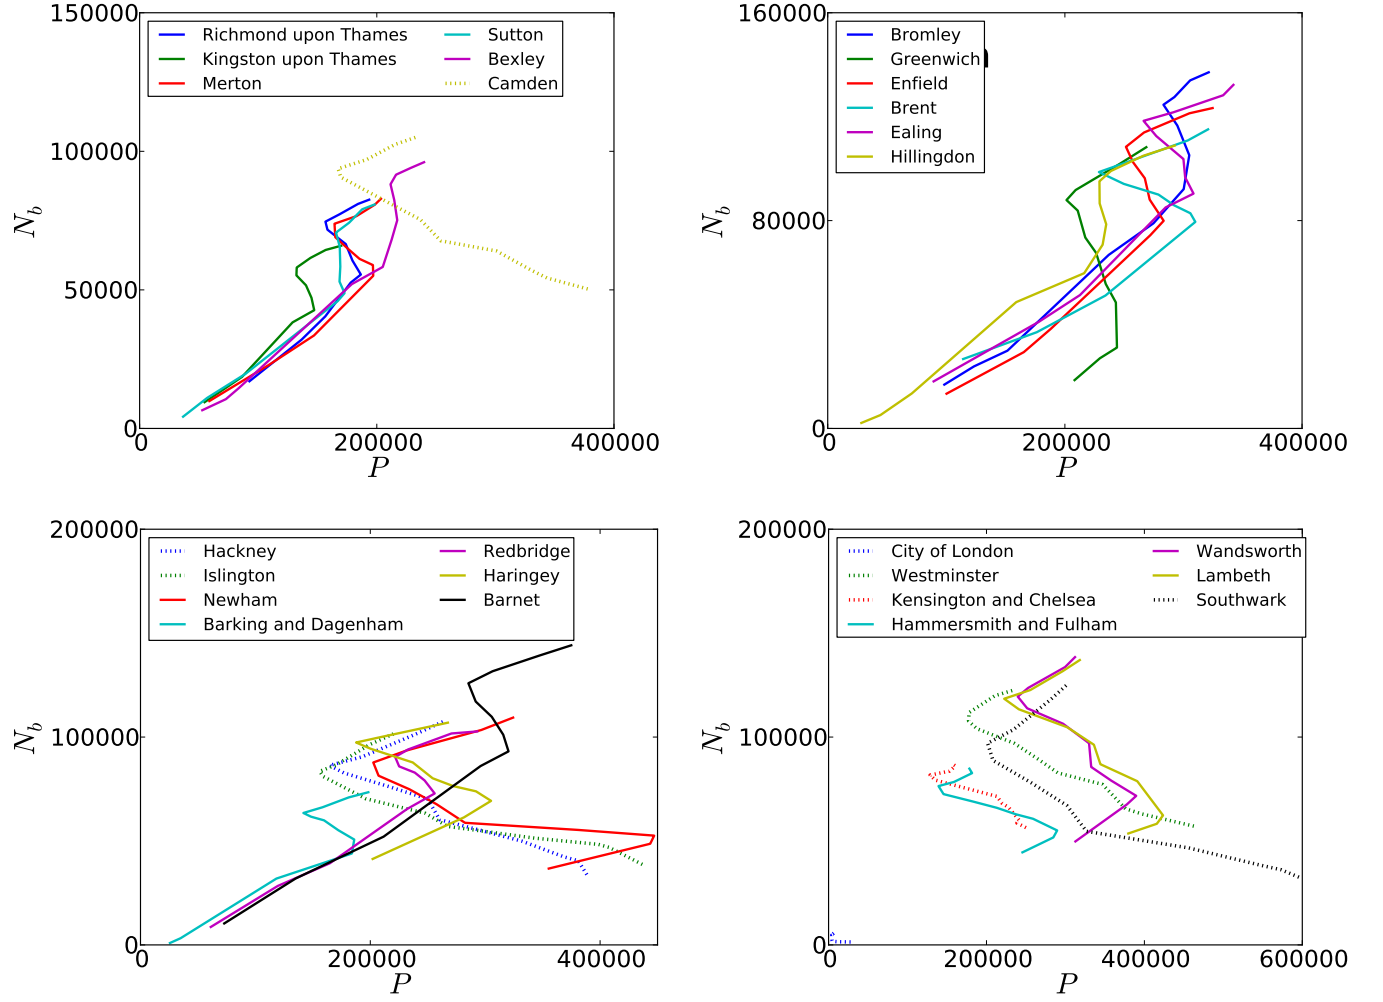 150000
100000
50000
0
N_b
Richmond upon Thames
Kingston upon Thames
Merton
Sutton
Bexley
Camden
0 200000 400000
P
160000
80000
0
N_b
Bromley
Greenwich
Enfield
Brent
Ealing
Hillingdon
0 200000 400000
P
200000
100000
0
N_b
Hackney
Islington
Newham
Barking and Dagenham
Redbridge
Haringey
Barnet
0 200000 400000
P
200000
100000
0
N_b
City of London
Westminster
Kensington and Chelsea
Hammersmith and Fulham
Wandsworth
Lambeth
Southwark
0 200000 400000 600000
P